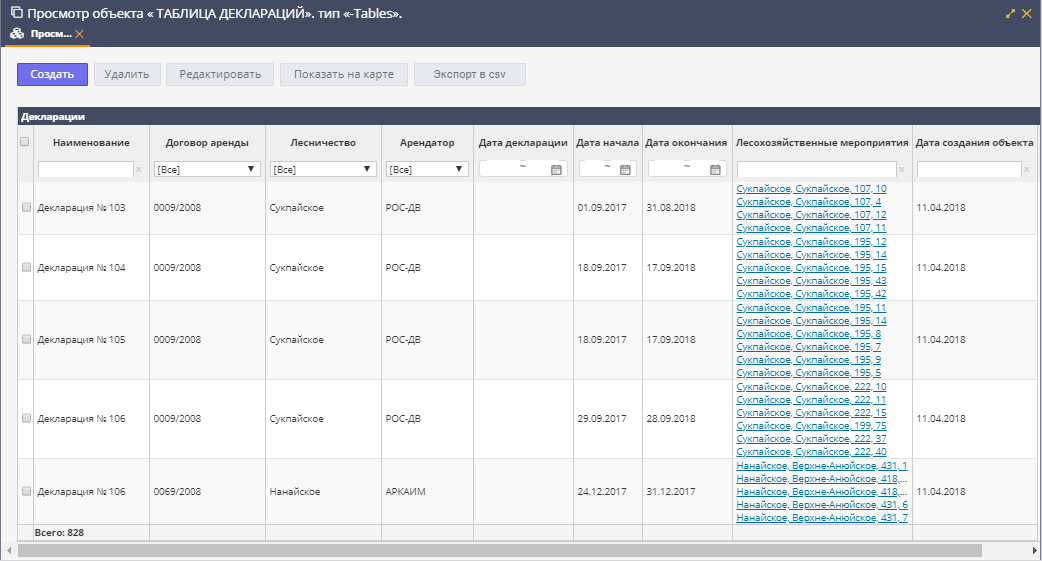 Просмотр объекта « ТАБЛИЦА ДЕКЛАРАЦИЙ». тип «-Tables».
Просм...
Создать Удалить Редактировать Показать на карте Экспорт в csv
Декларации
Наименование Договор аренды Лесничество Арендатор Дата декларации Дата начала Дата окончания Лесохозяйственные мероприятия Дата создания объекта
[Все] [Все] [Все] ~ ~ ~
Декларация № 103 0009/2008 Сукпайское РОС-ДВ 01.09.2017 31.08.2018 11.04.2018
Сукпайское, Сукпайское, 107, 10
Сукпайское, Сукпайское, 107, 4
Сукпайское, Сукпайское, 107, 12
Сукпайское, Сукпайское, 107, 11
Декларация № 104 0009/2008 Сукпайское РОС-ДВ 18.09.2017 17.09.2018 11.04.2018
Сукпайское, Сукпайское, 195, 12
Сукпайское, Сукпайское, 195, 14
Сукпайское, Сукпайское, 195, 15
Сукпайское, Сукпайское, 195, 43
Сукпайское, Сукпайское, 195, 42
Декларация № 105 0009/2008 Сукпайское РОС-ДВ 18.09.2017 17.09.2018 11.04.2018
Сукпайское, Сукпайское, 195, 11
Сукпайское, Сукпайское, 195, 14
Сукпайское, Сукпайское, 195, 8
Сукпайское, Сукпайское, 195, 7
Сукпайское, Сукпайское, 195, 9
Сукпайское, Сукпайское, 195, 5
Декларация № 106 0009/2008 Сукпайское РОС-ДВ 29.09.2017 28.09.2018 11.04.2018
Сукпайское, Сукпайское, 222, 10
Сукпайское, Сукпайское, 222, 11
Сукпайское, Сукпайское, 222, 15
Сукпайское, Сукпайское, 199, 75
Сукпайское, Сукпайское, 222, 37
Сукпайское, Сукпайское, 222, 40
Декларация № 106 0069/2008 Нанайское АРКАИМ 24.12.2017 31.12.2017 11.04.2018
Нанайское, Верхне-Анюйское, 431, 1
Нанайское, Верхне-Анюйское, 418,...
Нанайское, Верхне-Анюйское, 418,...
Нанайское, Верхне-Анюйское, 431, 6
Нанайское, Верхне-Анюйское, 431, 7
Всего: 828